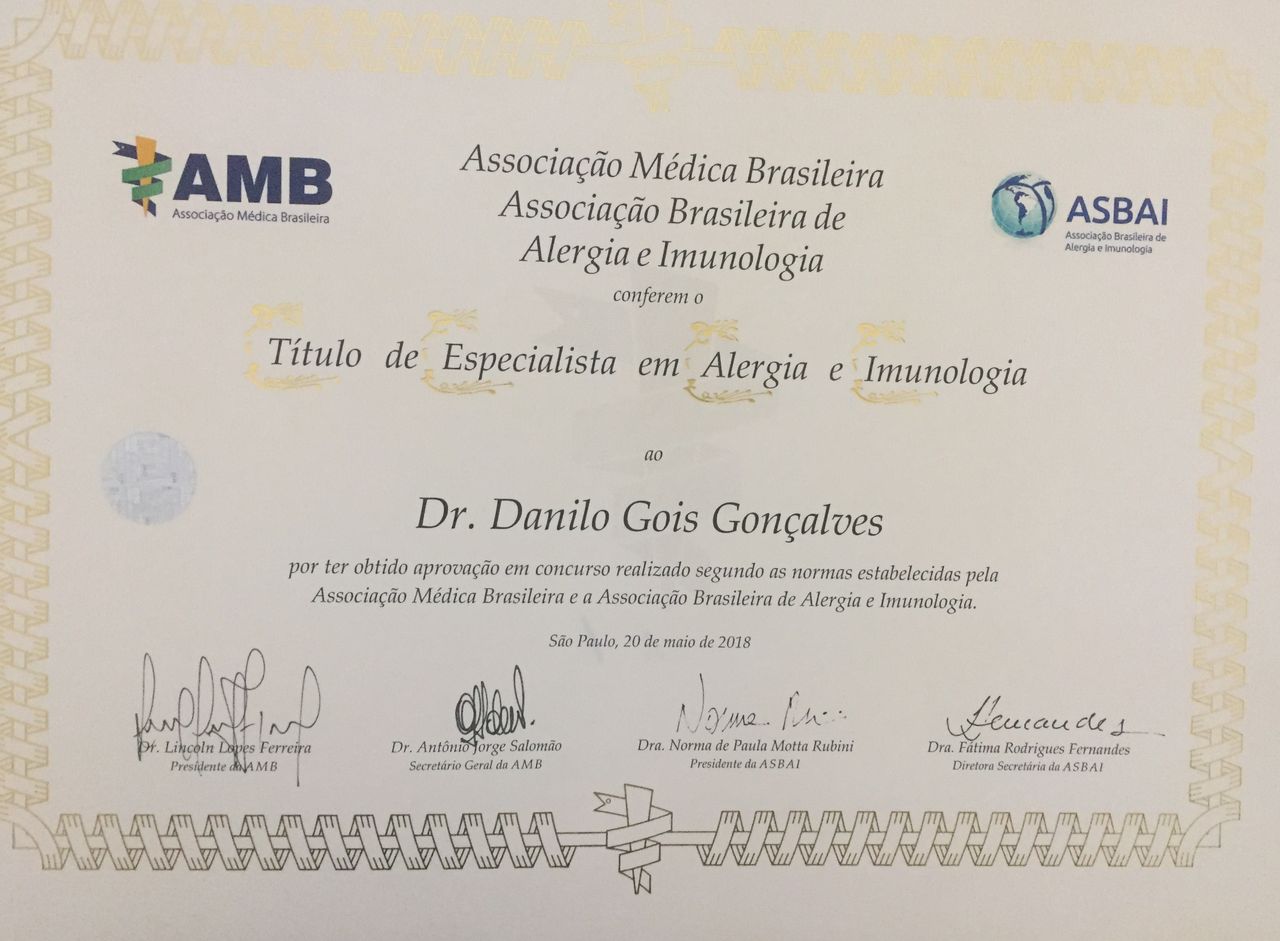 AMB
Associação Médica Brasileira
Associação Médica Brasileira
Associação Brasileira de
Alergia e Imunologia
ASBAI
Associação Brasileira de
Alergia e Imunologia
conferem o
Título de Especialista em Alergia e Imunologia
ao
Dr. Danilo Gois Gonçalves
por ter obtido aprovação em concurso realizado segundo as normas estabelecidas pela
Associação Médica Brasileira e a Associação Brasileira de Alergia e Imunologia.
São Paulo, 20 de maio de 2018
Dr. Lincoln Lopes Ferreira
Presidente da AMB
Dr. Antônio Jorge Salomão
Secretário Geral da AMB
Norma
Dra. Norma de Paula Motta Rubini
Presidente da ASBAI
Fernandes
Dra. Fátima Rodrigues Fernandes
Diretora Secretária da ASBAI